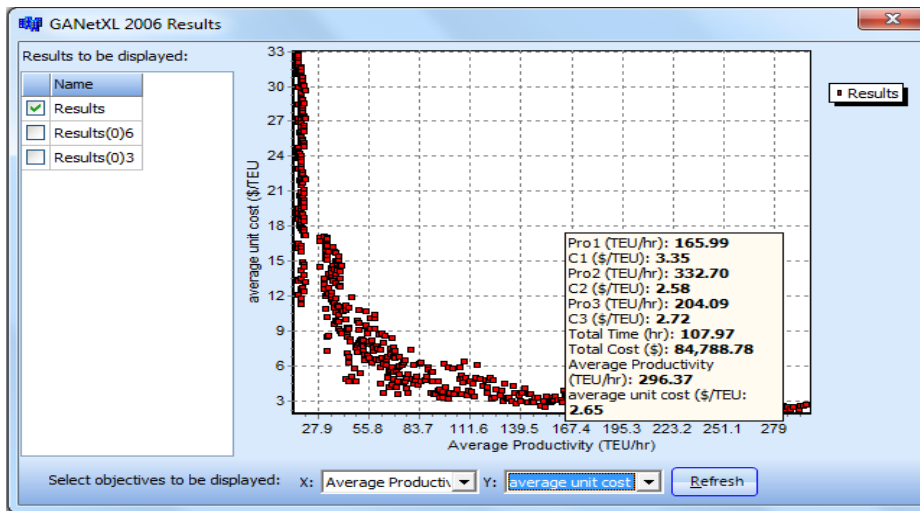 GANetXL 2006 Results
Results to be displayed:
Name
Results
Results(0)6
Results(0)3
33
30
27
24
21
18
15
12
9
6
3
average unit cost ($/TEU
27.9 55.8 83.7 111.6 139.5 167.4 195.3 223.2 251.1 279
Average Productivity (TEU/hr)
Results
Pro1 (TEU/hr): 165.99
C1 ($/TEU): 3.35
Pro2 (TEU/hr): 332.70
C2 ($/TEU): 2.58
Pro3 (TEU/hr): 204.09
C3 ($/TEU): 2.72
Total Time (hr): 107.97
Total Cost ($): 84,788.78
Average Productivity
(TEU/hr): 296.37
average unit cost ($/TEU:
2.65
Select objectives to be displayed: X: Average Productiv Y: average unit cost Refresh